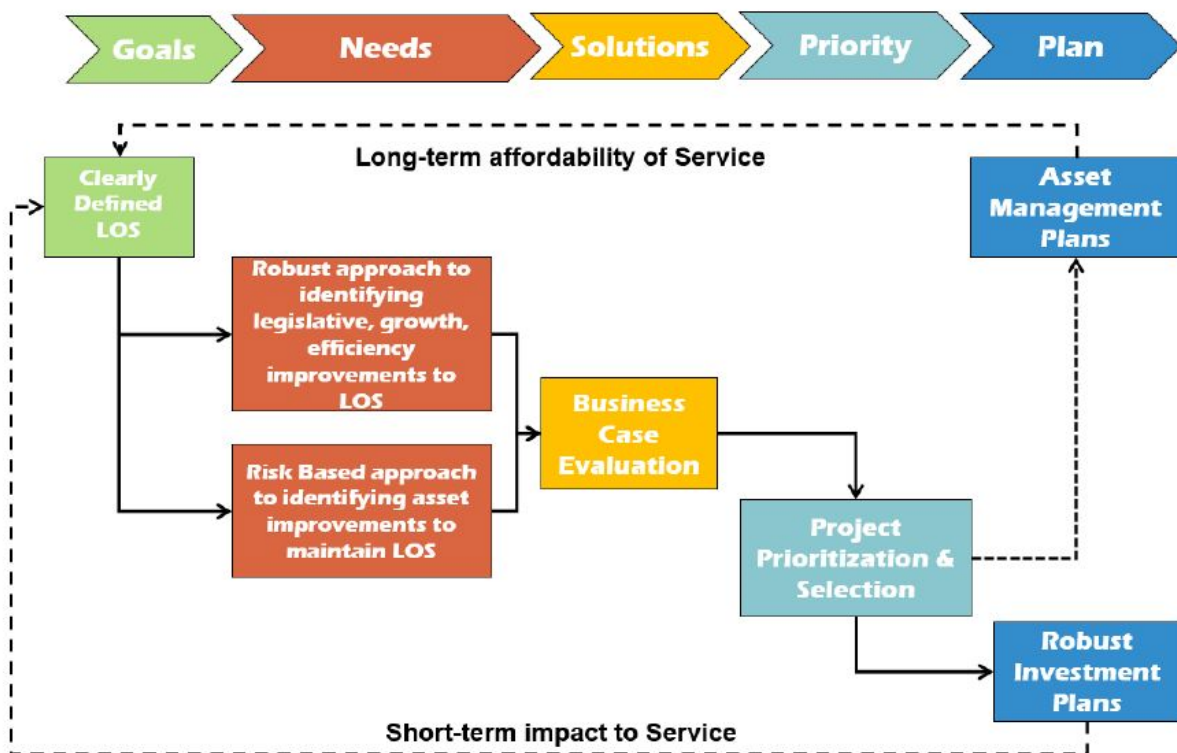 Goals
Needs
Solutions
Priority
Plan
Long-term affordability of Service
Clearly
Defined
LOS
Asset
Management
Plans
Robust approach to
identifying
legislative, growth,
efficiency
improvements to
LOS
Business
Case
Evaluation
Risk Based approach
to identifying asset
improvements to
maintain LOS
Project
Prioritization &
Selection
Robust
Investment
Plans
Short-term impact to Service